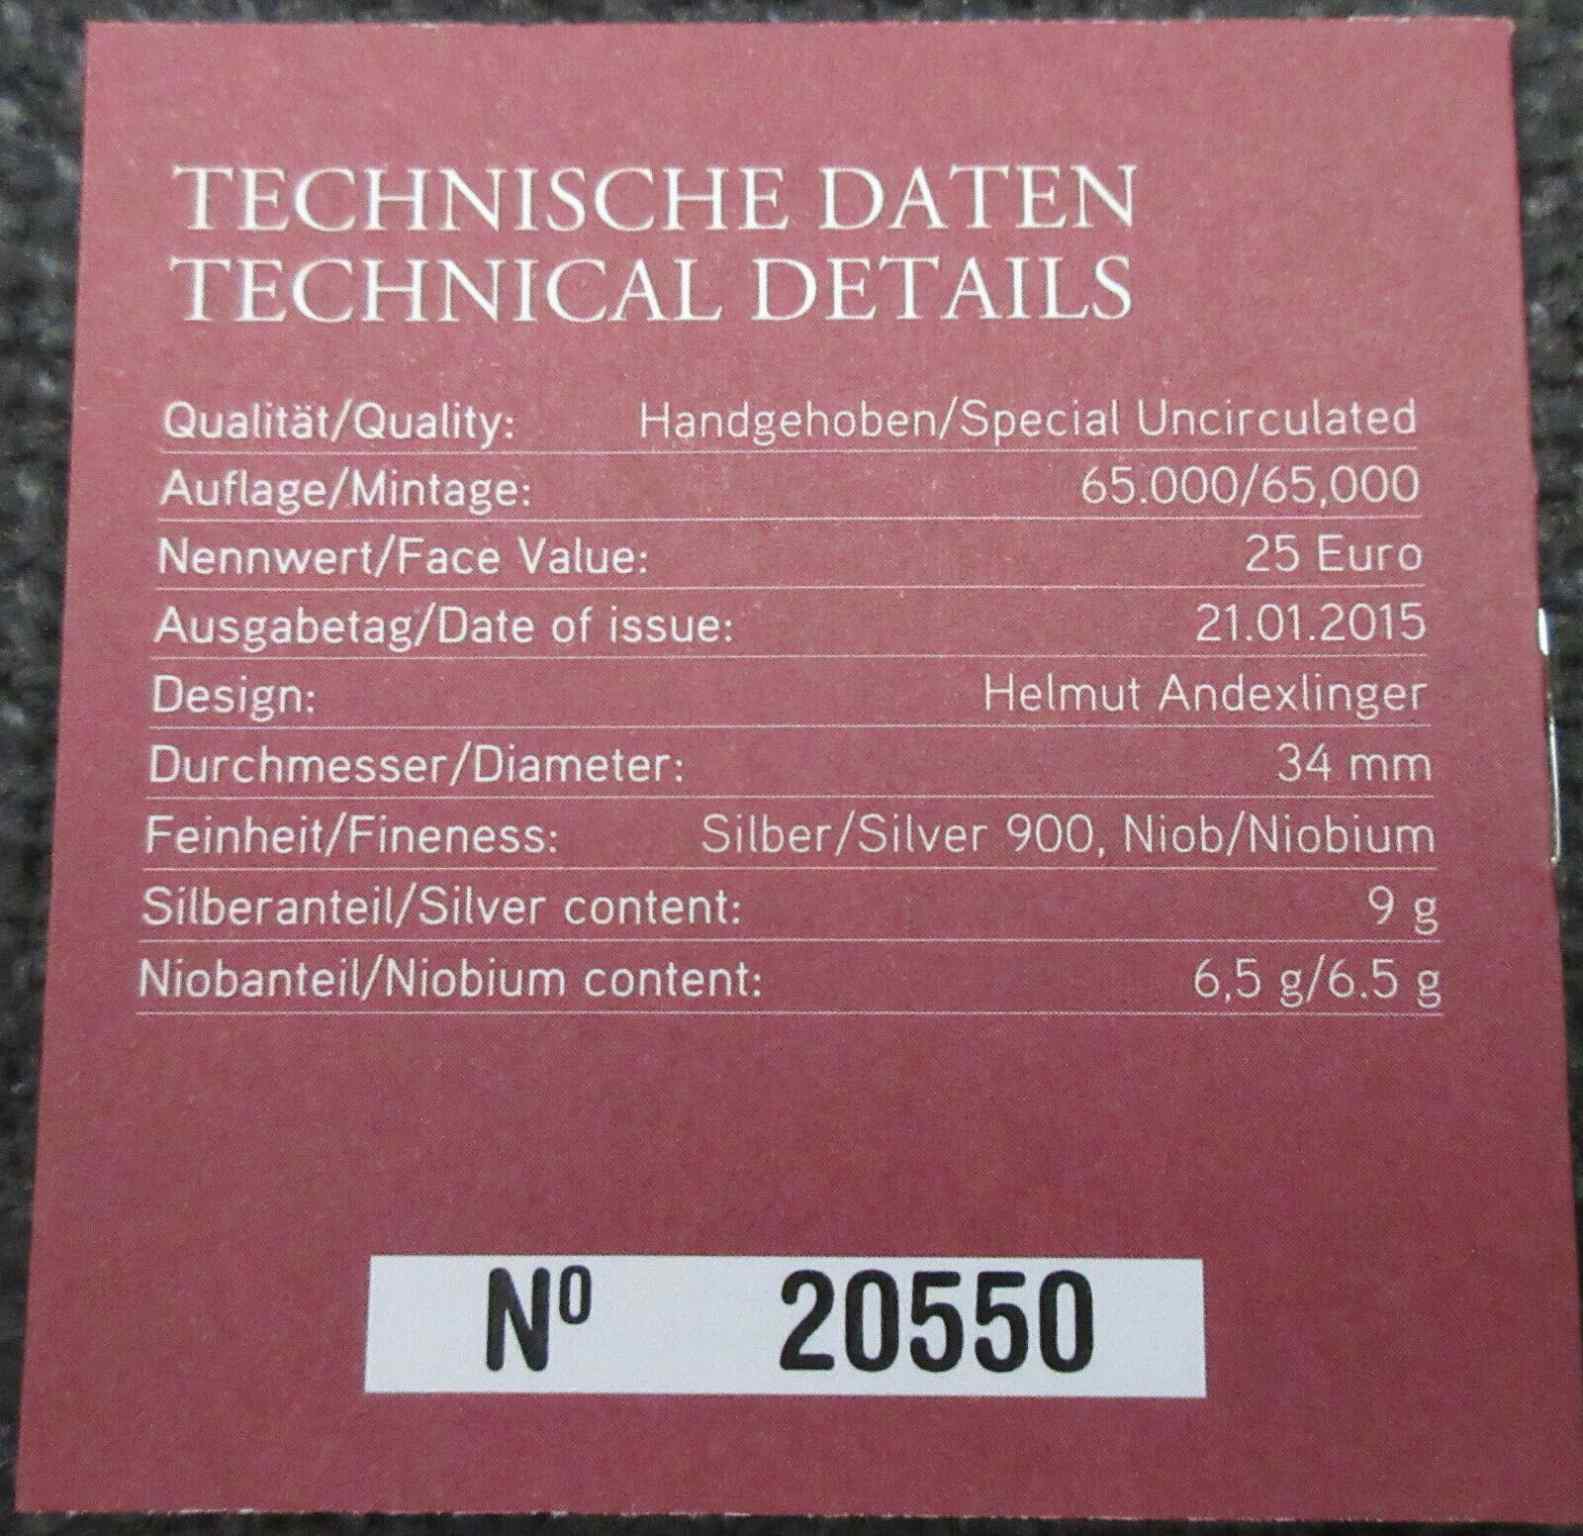 TECHNISCHE DATEN
TECHNICAL DETAILS
Qualität/Quality: Handgehoben/Special Uncirculated
Auflage/Mintage: 65.000/65,000
Nennwert/Face Value: 25 Euro
Ausgabetag/Date of issue: 21.01.2015
Design: Helmut Andexlinger
Durchmesser/Diameter: 34 mm
Feinheit/Fineness: Silber/Silver 900, Niob/Niobium
Silberanteil/Silver content: 9 g
Niobanteil/Niobium content: 6,5 g/6.5 g
Nº 20550